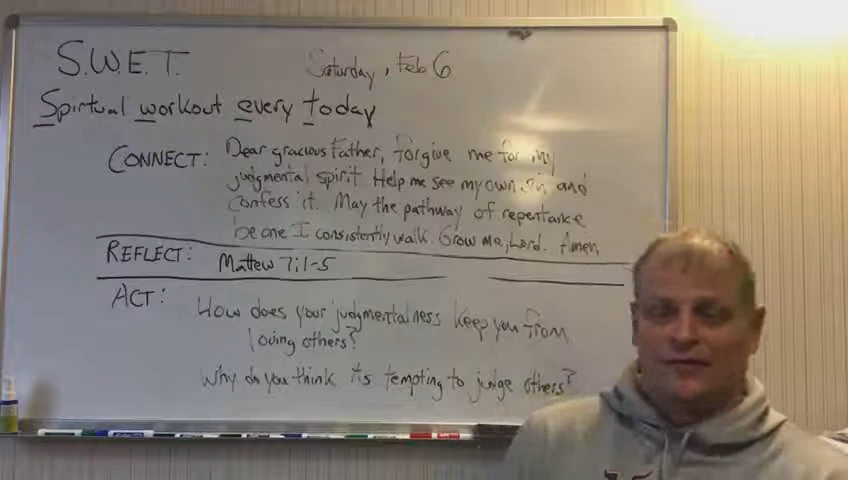 S.W.E.T.
Saturday, Feb 6
Spirtual workout every today
CONNECT: Dear gracious Father, forgive me for my
judgmental spirit Help me see my own sin and
confess it. May the pathway of repentance
be one I consistently walk. Grow me, Lord. Amen.
REFLECT: Mattew 7:1-5
ACT: How does your judgmentalness keep you from
loving others?
Why do you think its tempting to judge others?